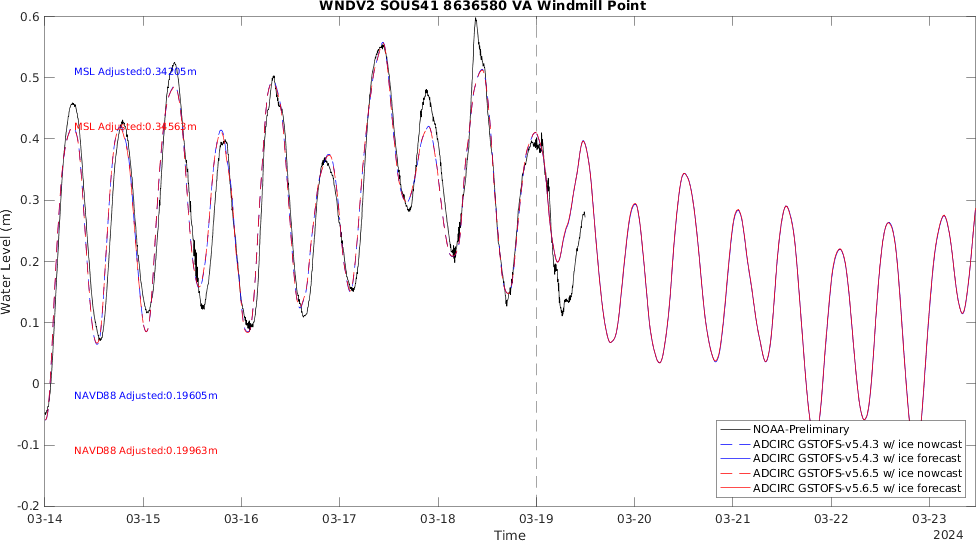 WNDV2 SOUS41 8636580 VA Windmill Point
0.6
0.5
0.4
0.3
0.2
0.1
0
-0.1
-0.2
Water Level (m)
MSL Adjusted:0.34205m
MSL Adjusted:0.34563m
NAVD88 Adjusted:0.19605m
NAVD88 Adjusted:0.19963m
NOAA-Preliminary
ADCIRC GSTOFS-v5.4.3 w/ ice nowcast
ADCIRC GSTOFS-v5.4.3 w/ ice forecast
ADCIRC GSTOFS-v5.6.5 w/ ice nowcast
ADCIRC GSTOFS-v5.6.5 w/ ice forecast
03-14 03-15 03-16 03-17 03-18 03-19 03-20 03-21 03-22 03-23
Time
2024